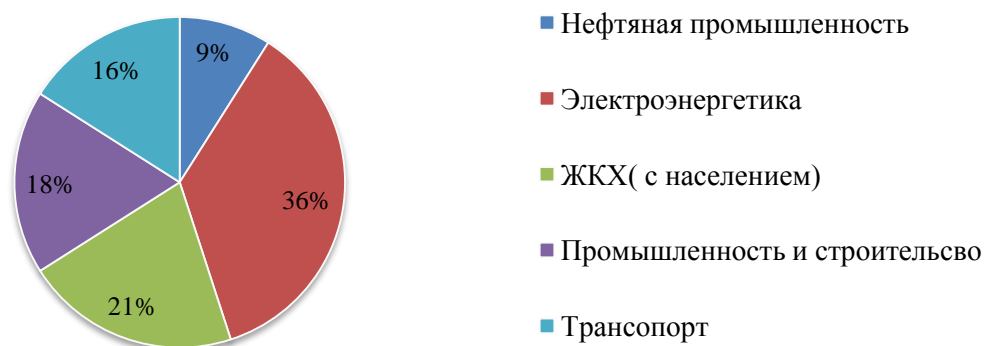 9%
16%
18%
36%
21%
Нефтяная промышленность
Электроэнергетика
ЖКХ( с населением)
Промышленность и строительсво
Трансопорт